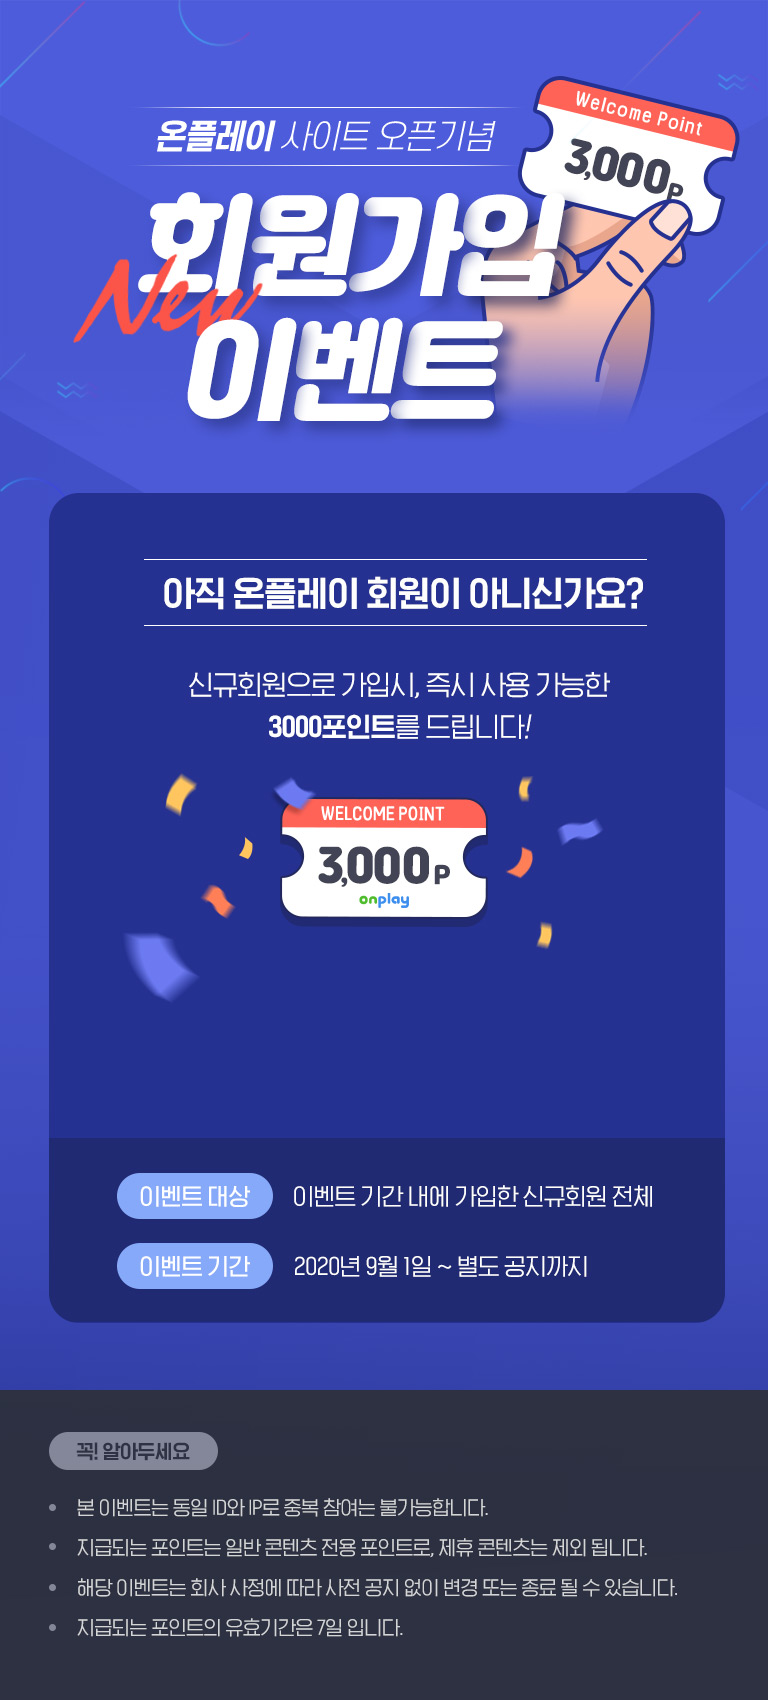 온플레이 사이트 오픈기념
Welcome Point
3,000P
회원가입
New
이벤트
아직 온플레이 회원이 아니신가요?
신규회원으로 가입시, 즉시 사용 가능한
3000포인트를 드립니다!
WELCOME POINT
3,000P
onplay
이벤트 대상 이벤트 기간 내에 가입한 신규회원 전체
이벤트 기간 2020년 9월 1일 ~ 별도 공지까지
꼭! 알아두세요
• 본 이벤트는 동일 ID와 IP로 중복 참여는 불가능합니다.
• 지급되는 포인트는 일반 콘텐츠 전용 포인트로, 제휴 콘텐츠는 제외 됩니다.
• 해당 이벤트는 회사 사정에 따라 사전 공지 없이 변경 또는 종료 될 수 있습니다.
• 지급되는 포인트의 유효기간은 7일 입니다.